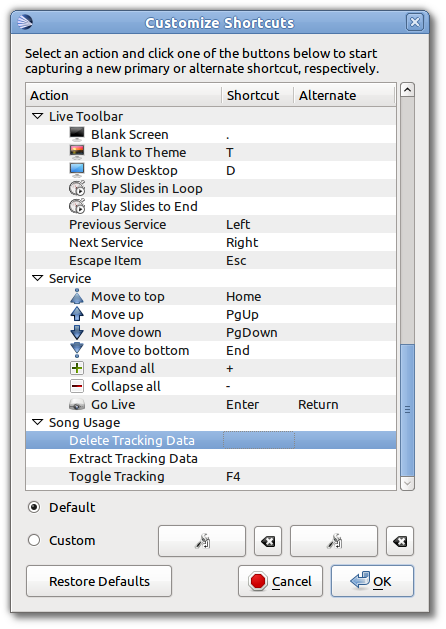 Customize Shortcuts
Select an action and click one of the buttons below to start
capturing a new primary or alternate shortcut, respectively.
Action Shortcut Alternate
Live Toolbar
Blank Screen .
Blank to Theme T
Show Desktop D
Play Slides in Loop
Play Slides to End
Previous Service Left
Next Service Right
Escape Item Esc
Service
Move to top Home
Move up PgUp
Move down PgDown
Move to bottom End
Expand all +
Collapse all -
Go Live Enter Return
Song Usage
Delete Tracking Data
Extract Tracking Data
Toggle Tracking F4
Default
Custom
Restore Defaults Cancel OK